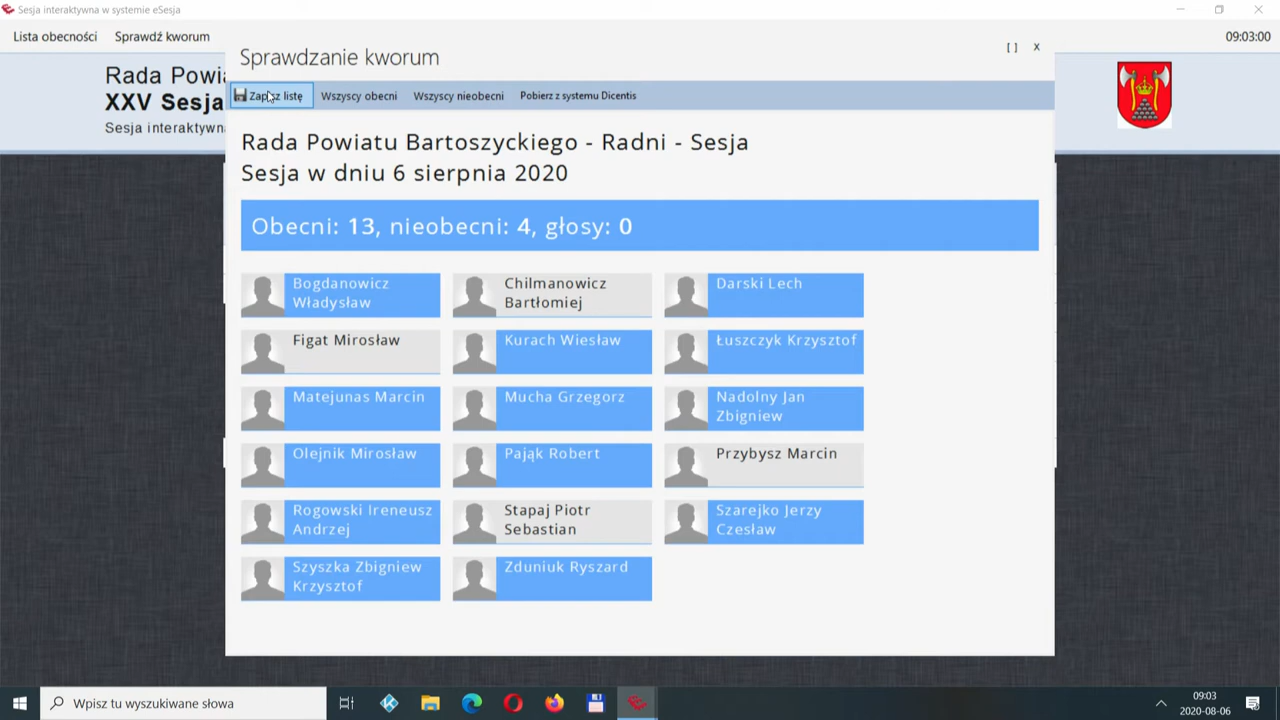 Sesja interaktywna w systemie eSesja
Lista obecności Sprawdź kworum
09:03:00
Rada Powi
XXV Sesja
Sesja interaktywn
Sprawdzanie kworum
[ ] x
Zapisz listę Wszyscy obecni Wszyscy nieobecni Pobierz z systemu Dicentis
Rada Powiatu Bartoszyckiego - Radni - Sesja
Sesja w dniu 6 sierpnia 2020
Obecni: 13, nieobecni: 4, głosy: 0
Bogdanowicz
Władysław
Chilmanowicz
Bartłomiej
Darski Lech
Figat Mirosław
Kurach Wiesław
Łuszczyk Krzysztof
Matejunas Marcin
Mucha Grzegorz
Nadolny Jan
Zbigniew
Olejnik Mirosław
Pająk Robert
Przybysz Marcin
Rogowski Ireneusz
Andrzej
Stapaj Piotr
Sebastian
Szarejko Jerzy
Czesław
Szyszka Zbigniew
Krzysztof
Zduniuk Ryszard
Wpisz tu wyszukiwane słowa
09:03
2020-08-06